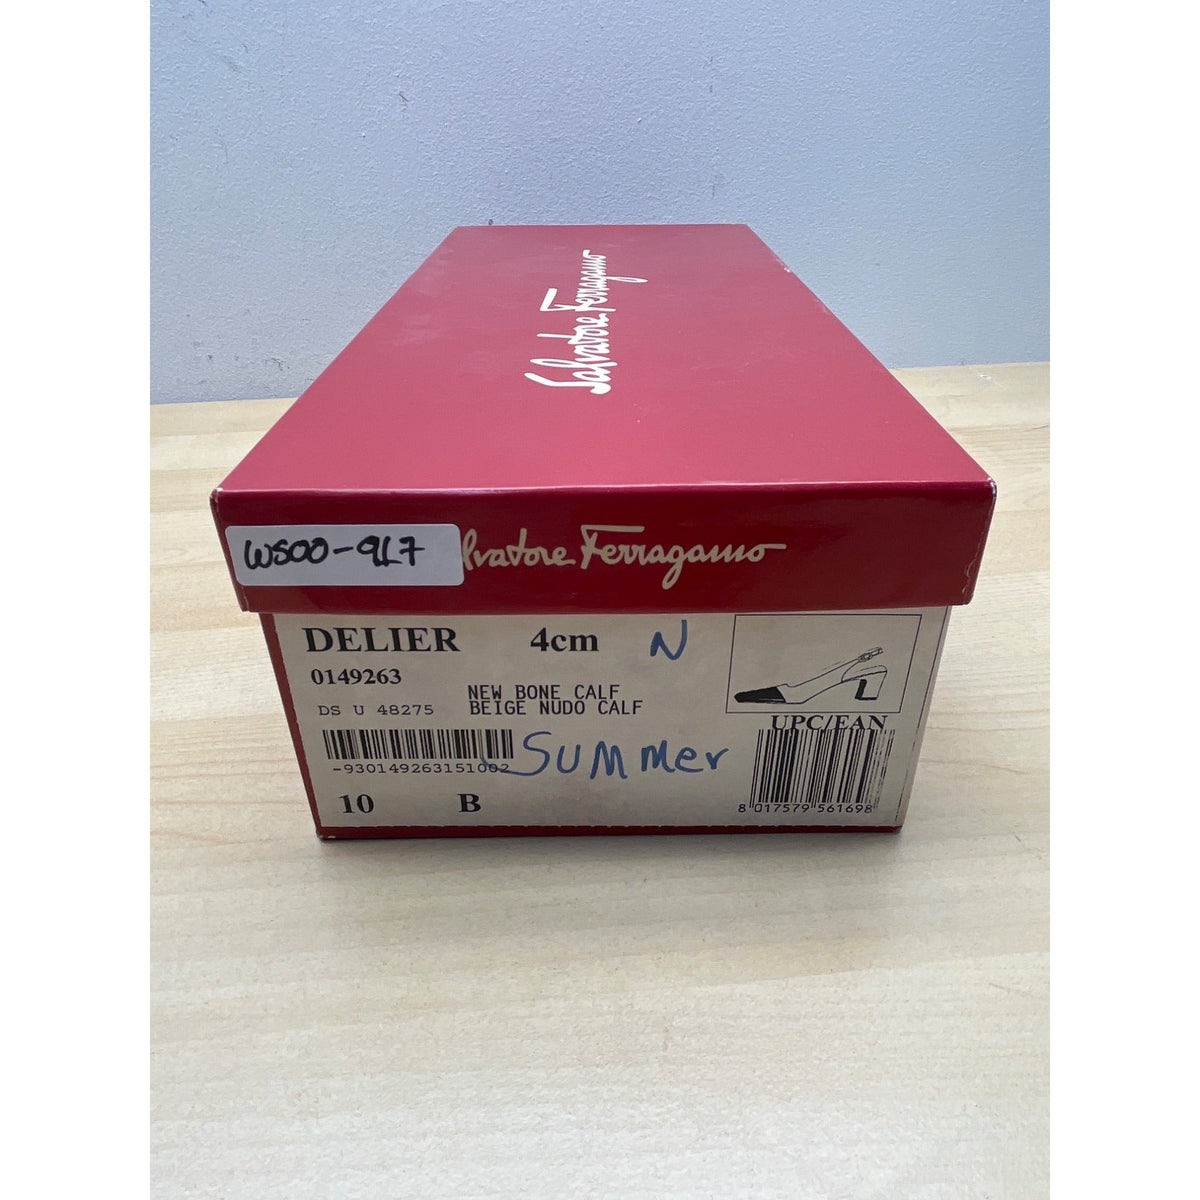 Salvatore Ferragamo
WS00-9L7
lvatore Ferragamo
DELIER 4cm N
0149263
NEW BONE CALF
DS U 48275 BEIGE NUDO CALF
UPC/EAN
-930149263151002
Summer
10 B
8 017579 561698